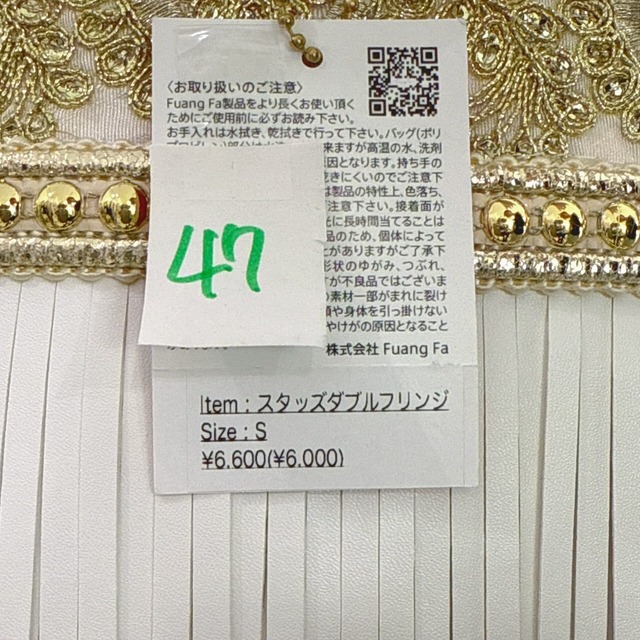 〈お取り扱いのご注意〉
Fuang Fa製品をより長くお使い頂く
ためにご使用前に必ずお読み下さい。
お手入れは水拭き、乾拭きで行って下さい。バッグ(ポリ
来ますが高温の水、洗剤
因となります。持ち手の
きにくいのでご注意下
は製品の特性上、色落ち、
注意下さい。接着面が
に長時間当てることは
品のため、個体によって
がありますがご了承下
形状のゆがみ、つぶれ、
が不良品ではございま
素材一部がまれに裂け
や身体を引っ掛けない
やけがの原因となること
株式会社 Fuang Fa
47
Item : スタッズダブルフリンジ
Size : S
¥6.600(¥6.000)